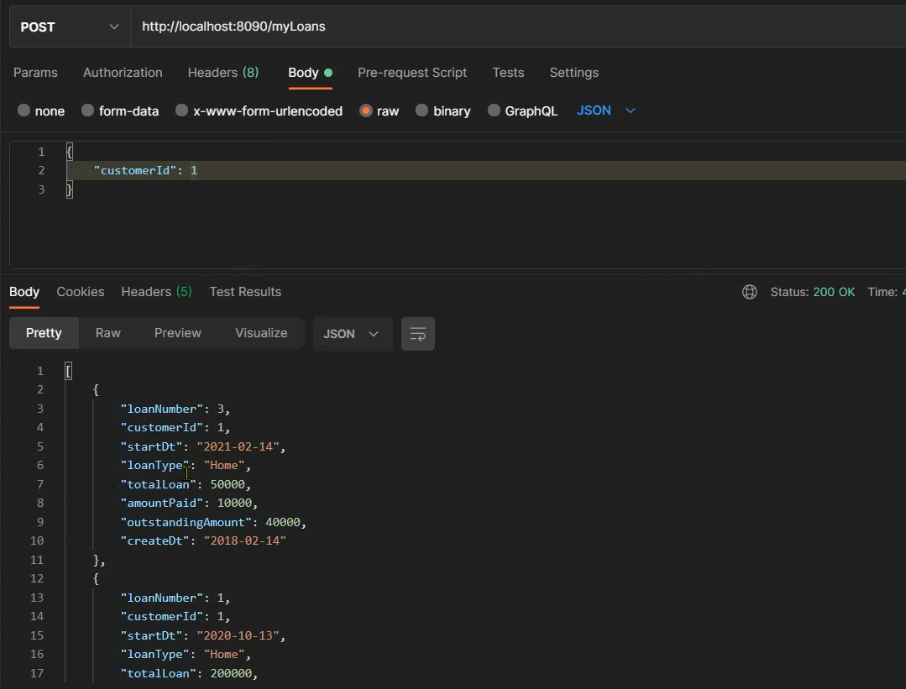 POST http://localhost:8090/myLoans
Params Authorization Headers (8) Body Pre-request Script Tests Settings
none form-data x-www-form-urlencoded raw binary GraphQL JSON
1 {
2 "customerId": 1
3 }
Body Cookies Headers (5) Test Results Status: 200 OK Time: 4
Pretty Raw Preview Visualize JSON
1 [
2 {
3 "loanNumber": 3,
4 "customerId": 1,
5 "startDt": "2021-02-14",
6 "loanType": "Home",
7 "totalLoan": 50000,
8 "amountPaid": 10000,
9 "outstandingAmount": 40000,
10 "createDt": "2018-02-14"
11 },
12 {
13 "loanNumber": 1,
14 "customerId": 1,
15 "startDt": "2020-10-13",
16 "loanType": "Home",
17 "totalLoan": 200000,